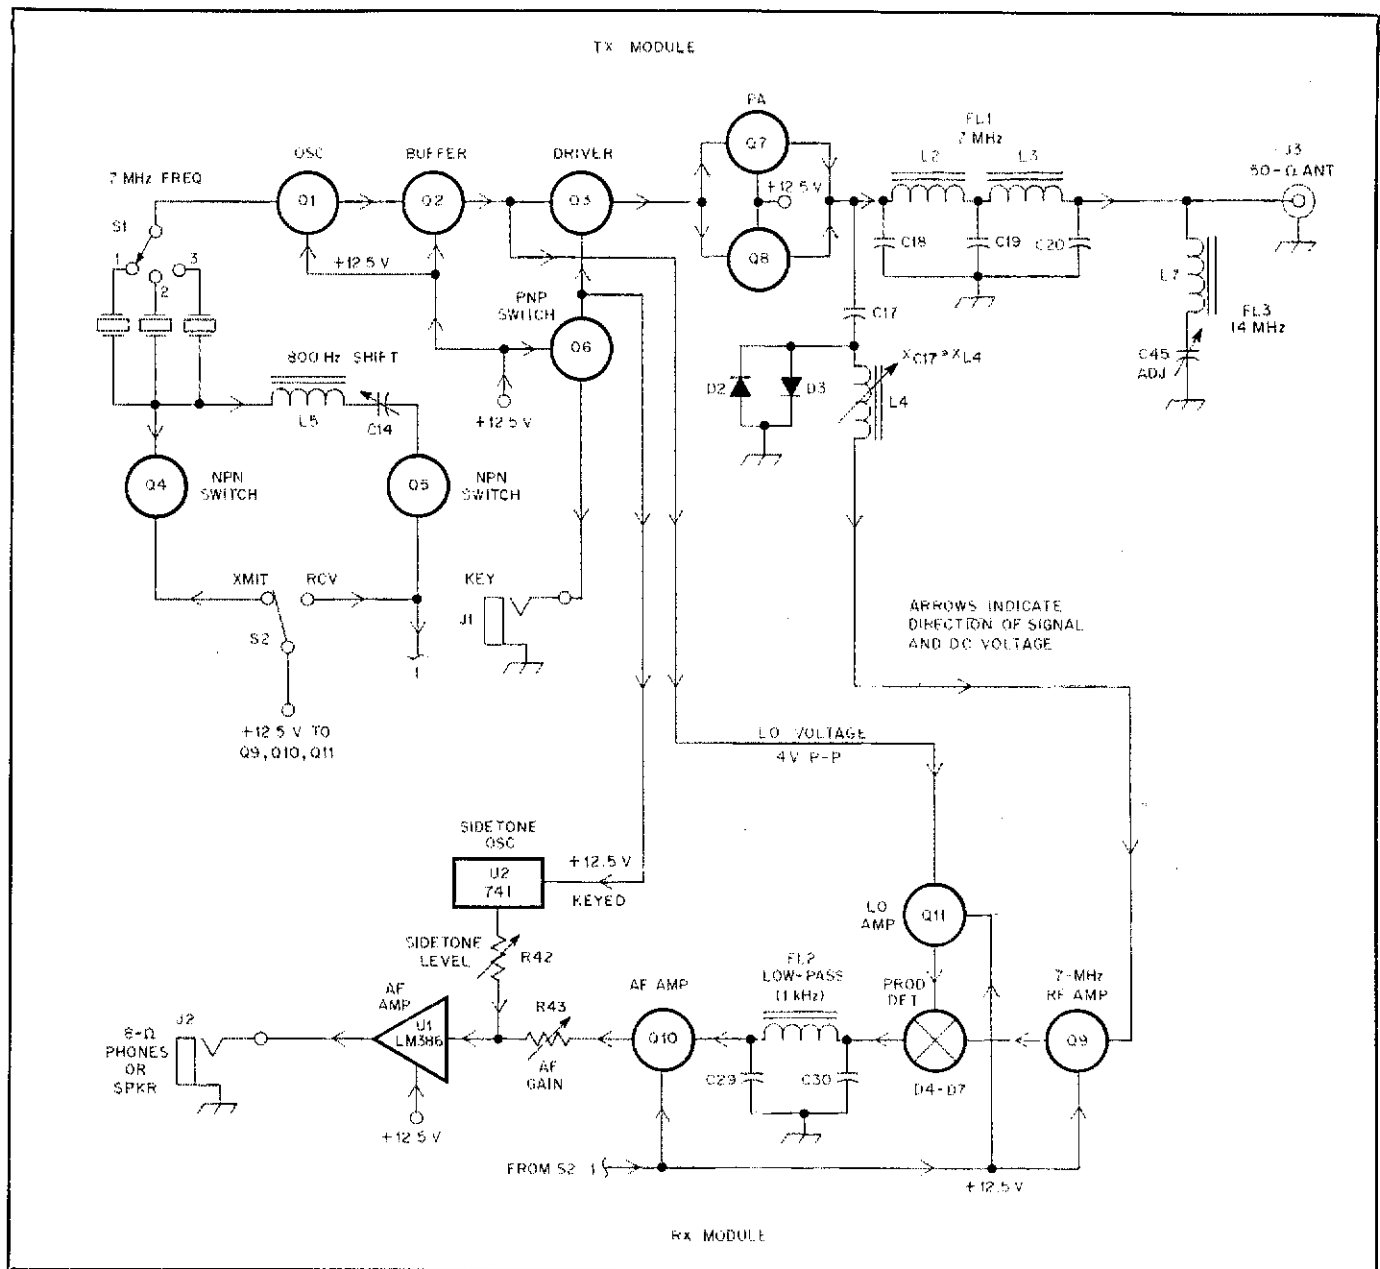 TX MODULE
PA
FL1
7 MHz
OSC
BUFFER
DRIVER
Q7
L2
L3
J3
50-Ω ANT
7 MHz FREQ
+12.5 V
Q1
Q2
Q3
S1
C18
C19
C20
Q8
1
2
3
+12.5 V
L7
PNP
SWITCH
FL3
14 MHz
C17
Q6
800 Hz SHIFT
XC17 = XL4
C45
ADJ
D2
D3
L4
L5
C14
+12.5 V
Q4
NPN
SWITCH
Q5
NPN
SWITCH
XMIT
RCV
KEY
J1
S2
1
ARROWS INDICATE
DIRECTION OF SIGNAL
AND DC VOLTAGE
+12.5 V TO
Q9, Q10, Q11
LO VOLTAGE
4V P-P
SIDETONE
OSC
U2
741
+12.5 V
KEYED
LO
AMP
Q11
SIDETONE
LEVEL
R42
FL2
LOW-PASS
(1 kHz)
PROD
DET
7-MHz
RF AMP
AF
AMP
R43
AF AMP
J2
8-Ω
PHONES
OR
SPKR
U1
LM386
AF
GAIN
Q10
Q9
C29
C30
D4-D7
+12.5 V
FROM S2 1
+12.5 V
RX MODULE